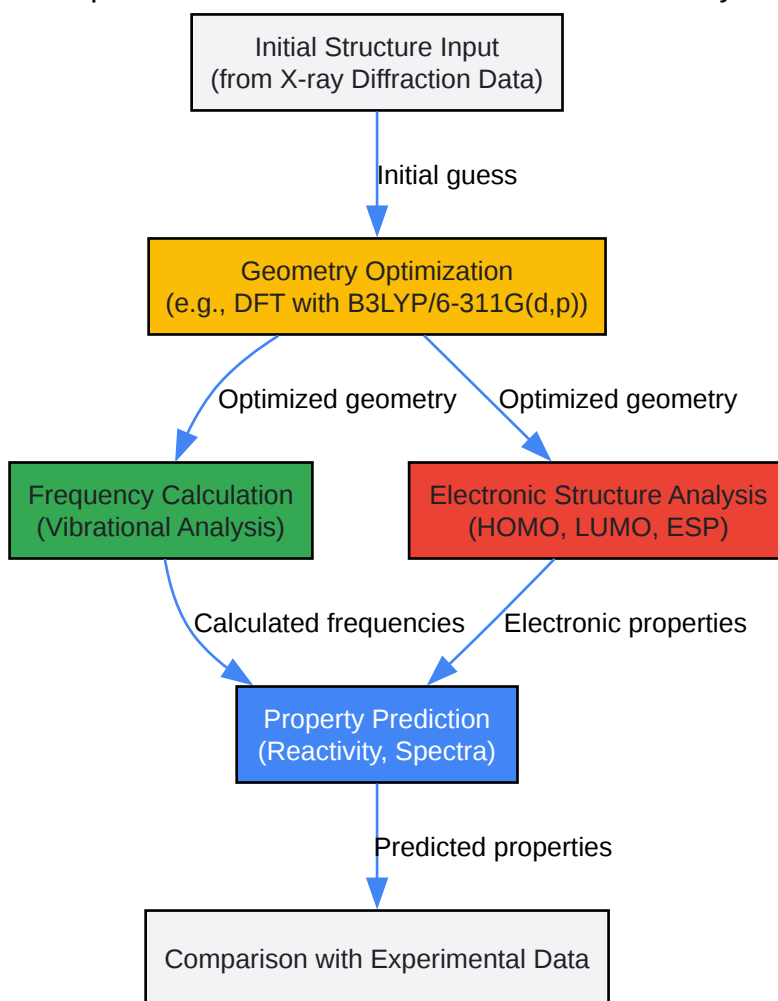 Initial Structure Input
(from X-ray Diffraction Data)
Initial guess
Geometry Optimization
(e.g., DFT with B3LYP/6-311G(d,p))
Optimized geometry
Optimized geometry
Frequency Calculation
(Vibrational Analysis)
Electronic Structure Analysis
(HOMO, LUMO, ESP)
Calculated frequencies
Electronic properties
Property Prediction
(Reactivity, Spectra)
Predicted properties
Comparison with Experimental Data